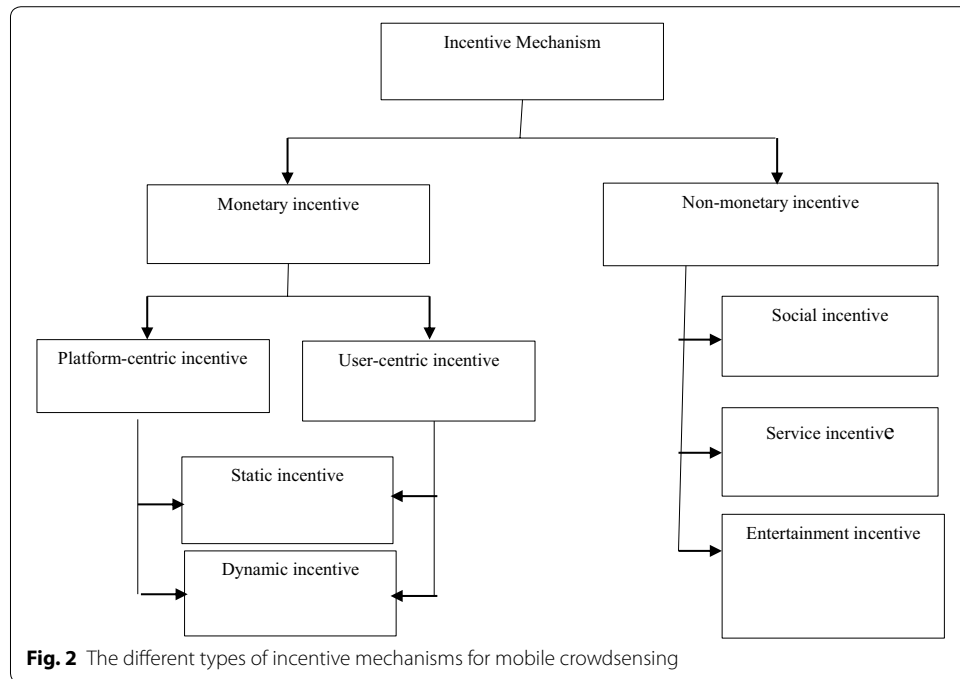 Incentive Mechanism
Monetary incentive
Non-monetary incentive
Social incentive
Platform-centric incentive
User-centric incentive
Service incentive
Static incentive
Entertainment incentive
Dynamic incentive
Fig. 2 The different types of incentive mechanisms for mobile crowdsensing